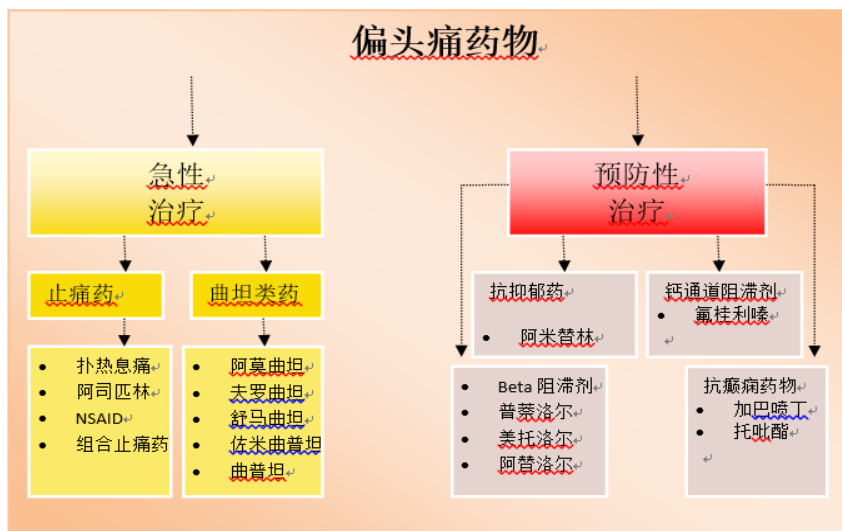 偏头痛药物
急性
治疗
预防性
治疗
止痛药
曲坦类药
抗抑郁药
• 阿米替林
钙通道阻滞剂
• 氟桂利嗪
• 扑热息痛
• 阿司匹林
• NSAID
• 组合止痛药
• 阿莫曲坦
• 夫罗曲坦
• 舒马曲坦
• 佐米曲普坦
• 曲普坦
• Beta 阻滞剂
• 普萘洛尔
• 美托洛尔
• 阿替洛尔
抗癫痫药物
• 加巴喷丁
• 托吡酯